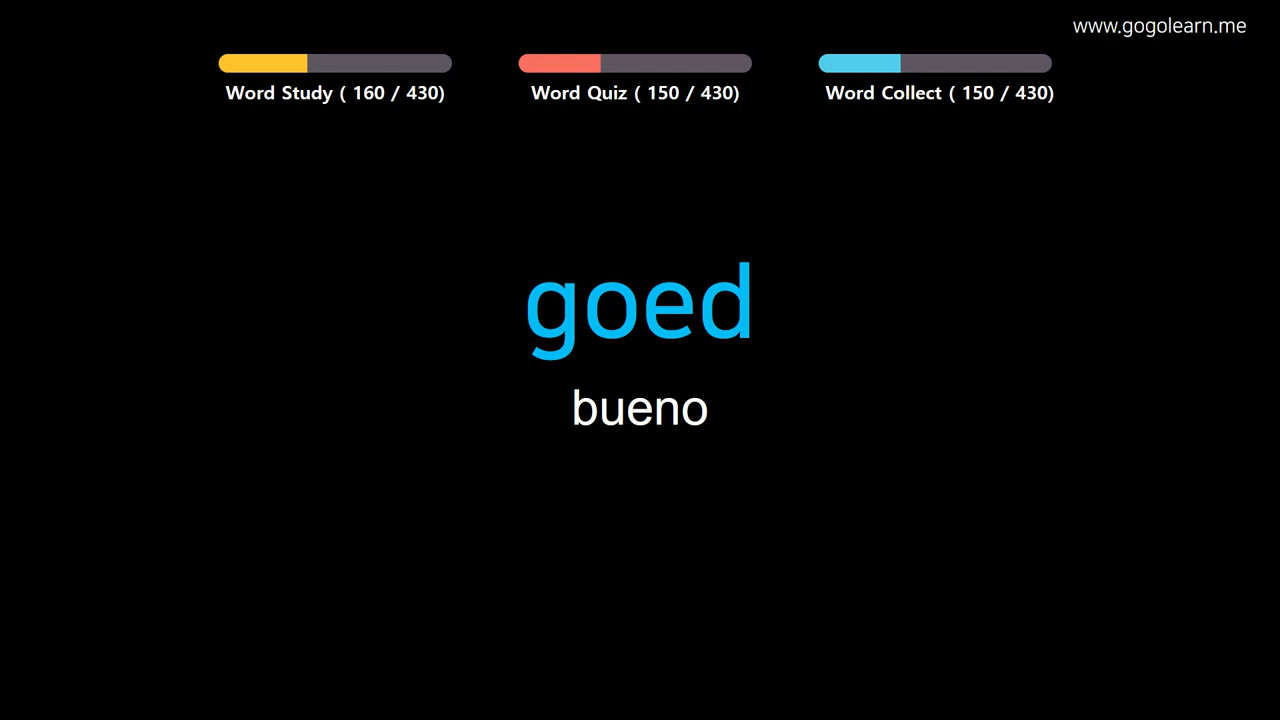 www.gogolearn.me
Word Study ( 160 / 430)
Word Quiz ( 150 / 430)
Word Collect ( 150 / 430)
goed
bueno